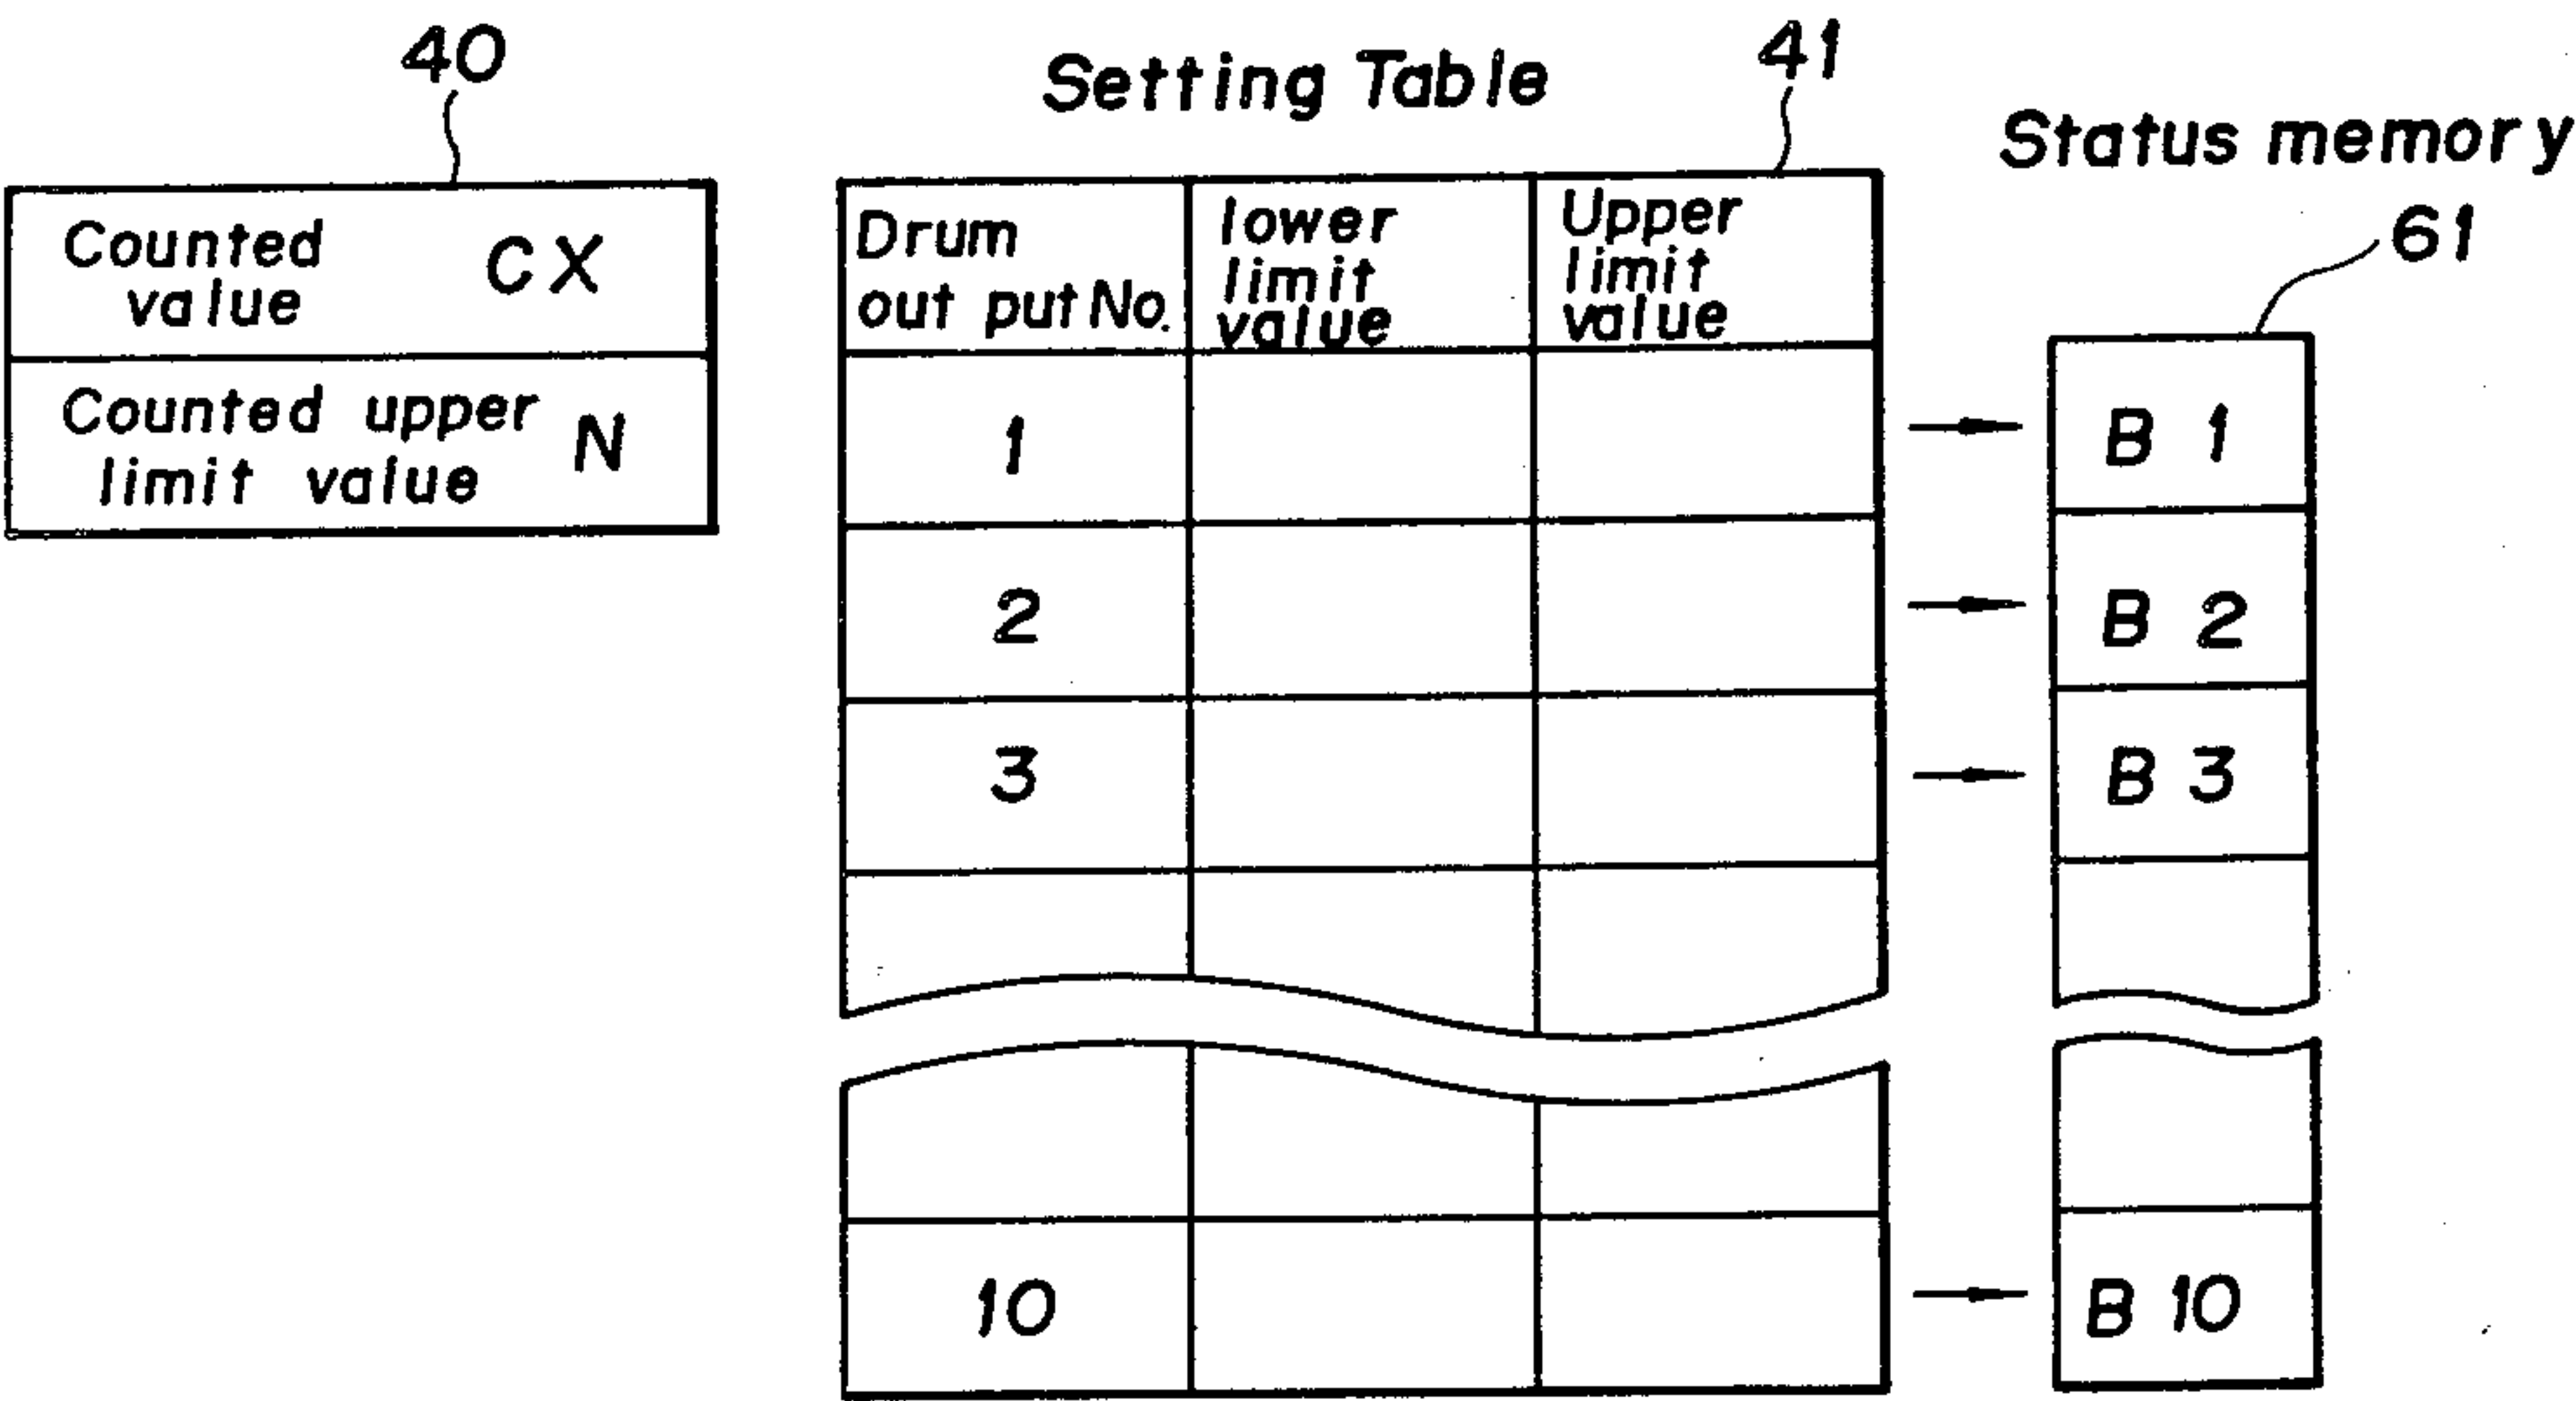 40
Counted value CX
Counted upper limit value N
Setting Table
41
Drum out put No.
lower limit value
Upper limit value
1
2
3
10
Status memory
61
B 1
B 2
B 3
B 10